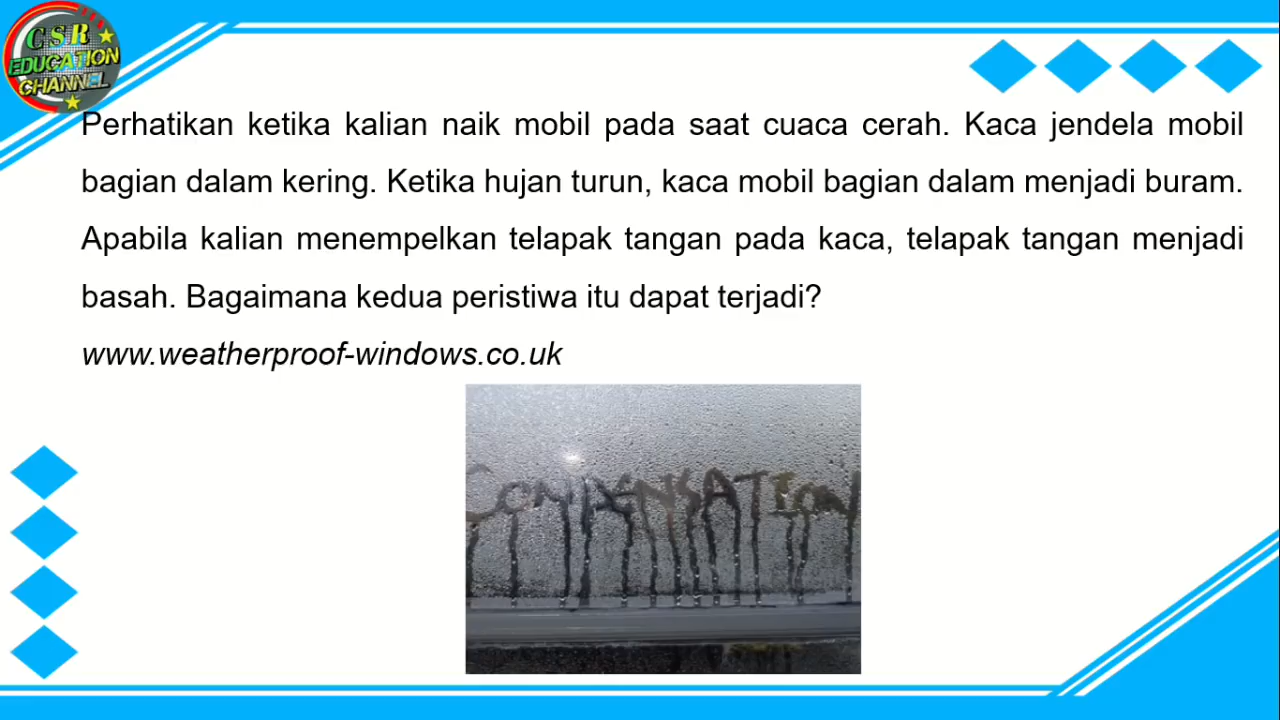 CSR
EDUCATION
CHANNEL
Perhatikan ketika kalian naik mobil pada saat cuaca cerah. Kaca jendela mobil
bagian dalam kering. Ketika hujan turun, kaca mobil bagian dalam menjadi buram.
Apabila kalian menempelkan telapak tangan pada kaca, telapak tangan menjadi
basah. Bagaimana kedua peristiwa itu dapat terjadi?
www.weatherproof-windows.co.uk
CONDENSATION